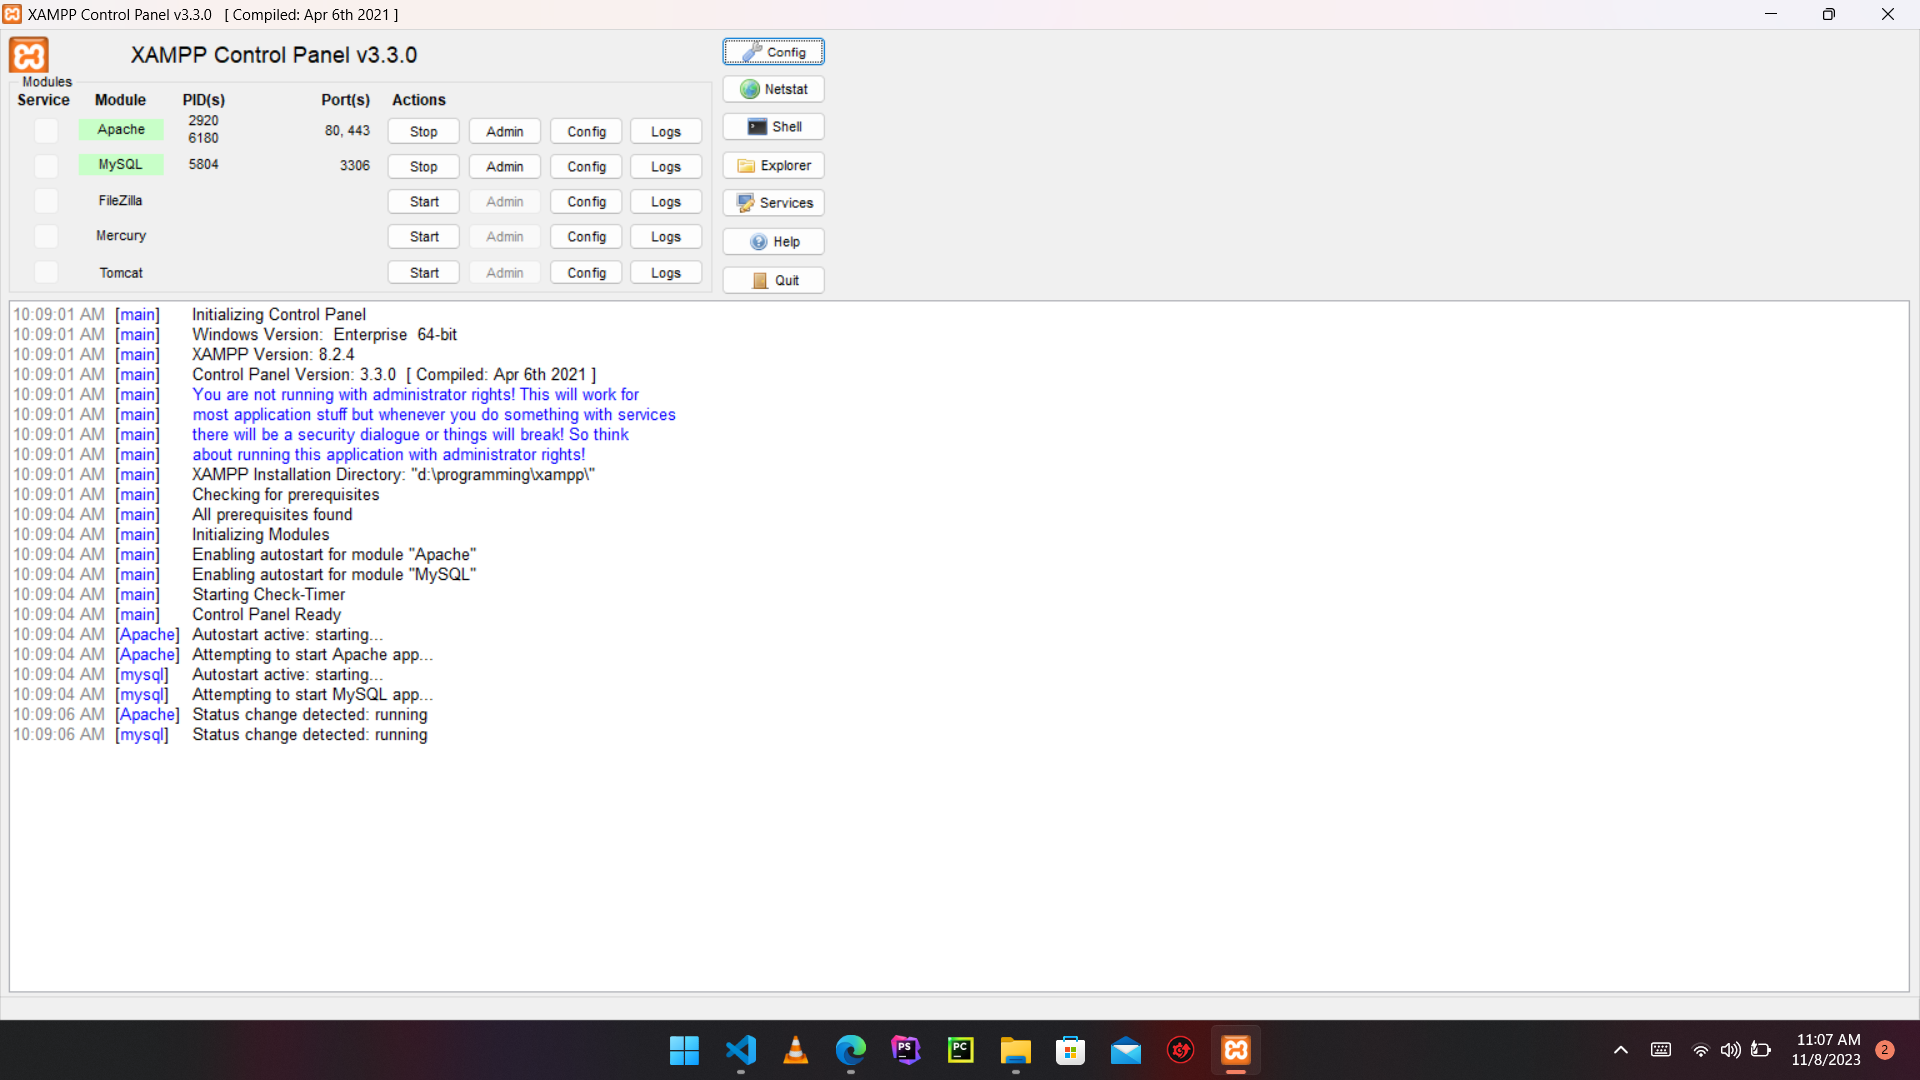 XAMPP Control Panel v3.3.0 [ Compiled: Apr 6th 2021 ]
XAMPP Control Panel v3.3.0
Config
Netstat
Shell
Explorer
Services
Help
Quit
Modules
Service Module PID(s) Port(s) Actions
Apache 2920 6180 80, 443 Stop Admin Config Logs
MySQL 5804 3306 Stop Admin Config Logs
FileZilla Start Admin Config Logs
Mercury Start Admin Config Logs
Tomcat Start Admin Config Logs
10:09:01 AM [main] Initializing Control Panel
10:09:01 AM [main] Windows Version: Enterprise 64-bit
10:09:01 AM [main] XAMPP Version: 8.2.4
10:09:01 AM [main] Control Panel Version: 3.3.0 [ Compiled: Apr 6th 2021 ]
10:09:01 AM [main] You are not running with administrator rights! This will work for
10:09:01 AM [main] most application stuff but whenever you do something with services
10:09:01 AM [main] there will be a security dialogue or things will break! So think
10:09:01 AM [main] about running this application with administrator rights!
10:09:01 AM [main] XAMPP Installation Directory: "d:\programming\xampp\"
10:09:01 AM [main] Checking for prerequisites
10:09:04 AM [main] All prerequisites found
10:09:04 AM [main] Initializing Modules
10:09:04 AM [main] Enabling autostart for module "Apache"
10:09:04 AM [main] Enabling autostart for module "MySQL"
10:09:04 AM [main] Starting Check-Timer
10:09:04 AM [main] Control Panel Ready
10:09:04 AM [Apache] Autostart active: starting...
10:09:04 AM [Apache] Attempting to start Apache app...
10:09:04 AM [mysql] Autostart active: starting...
10:09:04 AM [mysql] Attempting to start MySQL app...
10:09:06 AM [Apache] Status change detected: running
10:09:06 AM [mysql] Status change detected: running
PS
PC
11:07 AM
11/8/2023
2